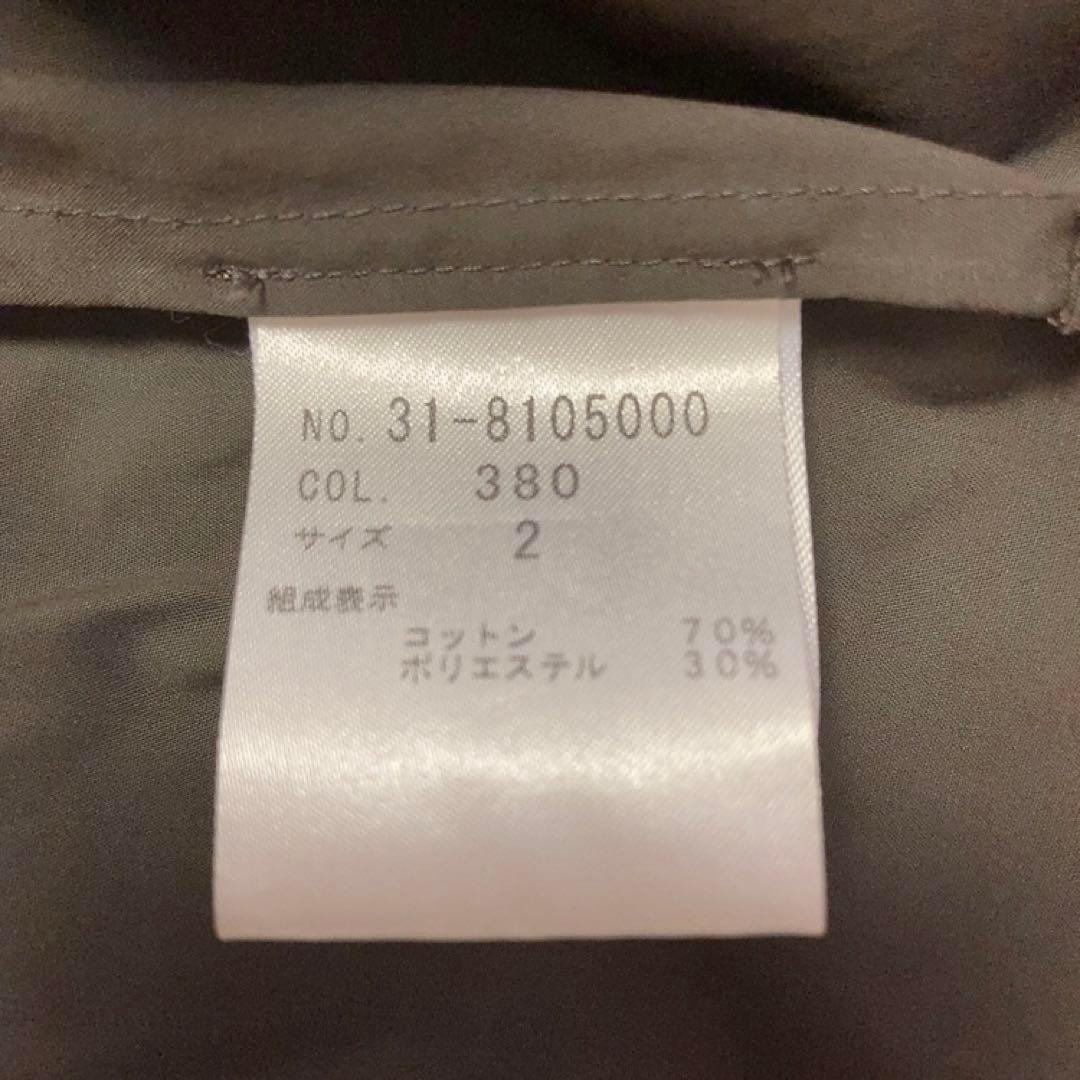 NO. 31-8105000
COL. 380
サイズ 2
組成表示
コットン 70%
ポリエステル 30%